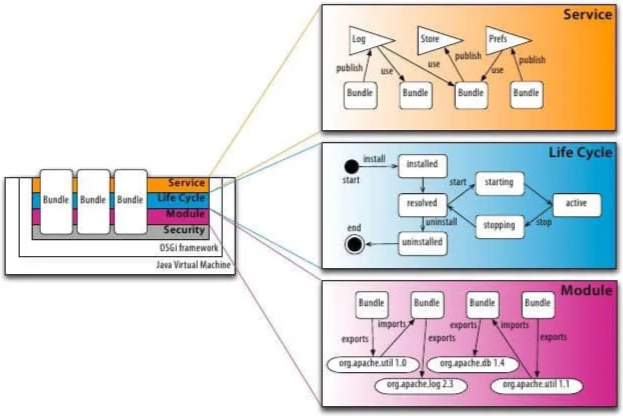 Service
Log
Store
Prefs
publish
use
use
publish
use
publish
Bundle
Bundle
Bundle
Bundle
Life Cycle
install
start
installed
start
starting
resolved
active
uninstall
stopping
stop
end
uninstalled
Bundle
Bundle
Bundle
Service
Life Cycle
Module
Security
OSGi framework
Java Virtual Machine
Module
Bundle
Bundle
Bundle
Bundle
imports
exports
imports
exports
exports
exports
org.apache.util 1.0
org.apache.db 1.4
org.apache.log 2.3
org.apache.util 1.1